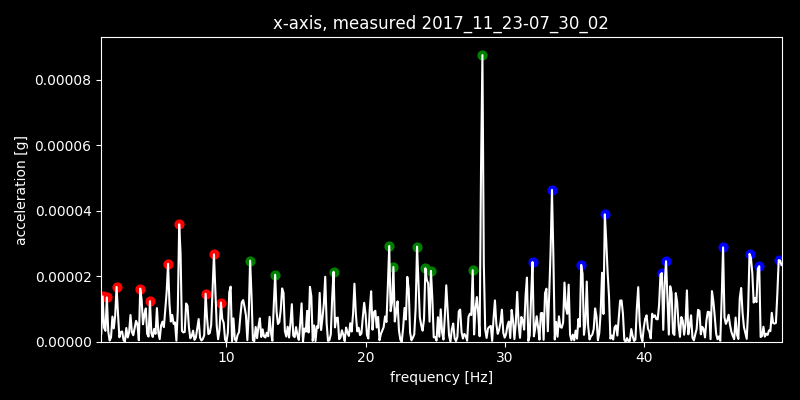 x-axis, measured 2017_11_23-07_30_02
0.00008
0.00006
0.00004
0.00002
0.00000
acceleration [g]
10 20 30 40
frequency [Hz]